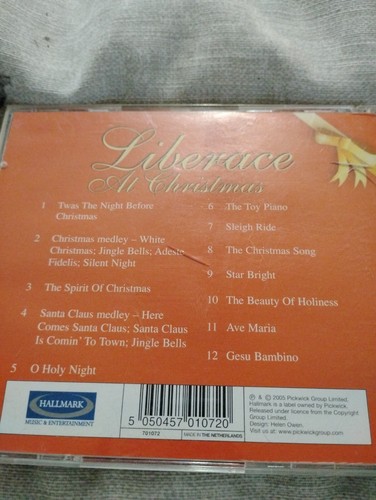 Liberace
At Christmas
1 Twas The Night Before
Christmas
2 Christmas medley – White
Christmas; Jingle Bells; Adeste
Fidelis; Silent Night
3 The Spirit Of Christmas
4 Santa Claus medley – Here
Comes Santa Claus; Santa Claus
Is Comin' To Town; Jingle Bells
5 O Holy Night
6 The Toy Piano
7 Sleigh Ride
8 The Christmas Song
9 Star Bright
10 The Beauty Of Holiness
11 Ave Maria
12 Gesu Bambino
HALLMARK
MUSIC & ENTERTAINMENT
5 050457 010720
701072 MADE IN THE NETHERLANDS
℗ & © 2005 Pickwick Group Limited.
Hallmark is a label owned by Pickwick.
Released under licence from the Copyright
Group Limited.
Design: Helen Owen.
Visit us at: www.pickwickgroup.com